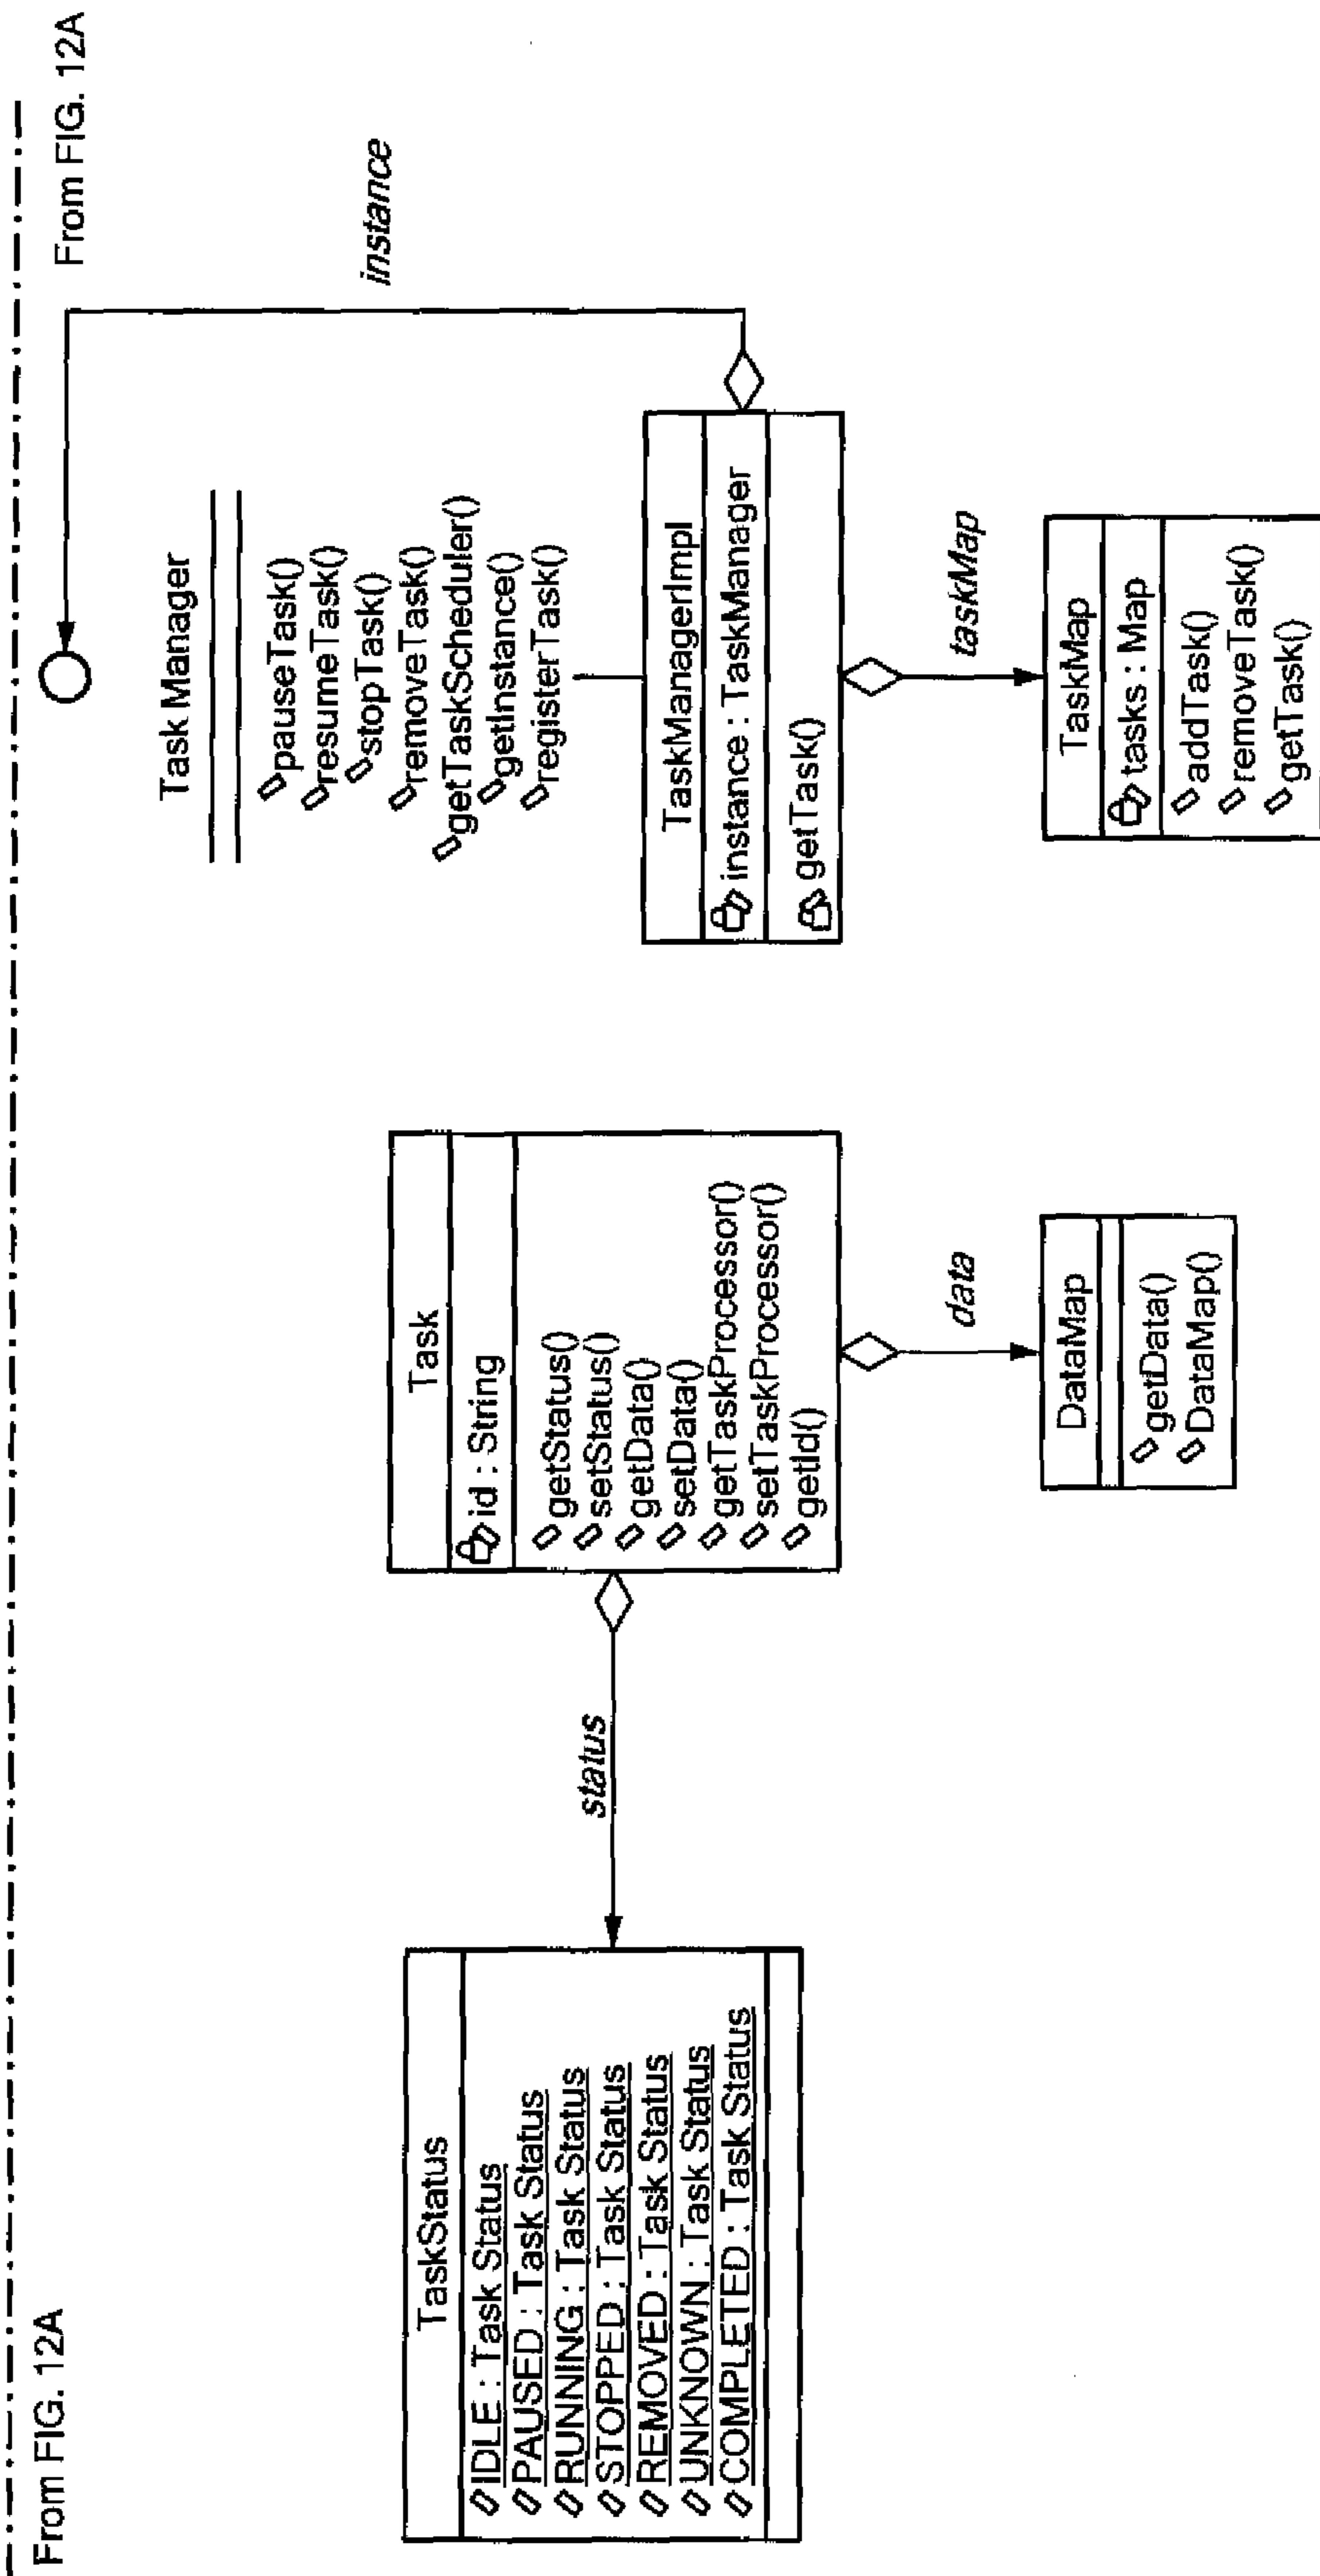 From FIG. 12A
From FIG. 12A
TaskStatus
IDLE : Task Status
PAUSED : Task Status
RUNNING : Task Status
STOPPED : Task Status
REMOVED : Task Status
UNKNOWN : Task Status
COMPLETED : Task Status
status
Task
id : String
getStatus()
setStatus()
getData()
setData()
getTaskProcessor()
setTaskProcessor()
getId()
data
DataMap
getData()
DataMap()
Task Manager
pauseTask()
resumeTask()
stopTask()
removeTask()
getTaskScheduler()
getInstance()
registerTask()
instance
TaskManagerImpl
instance : TaskManager
getTask()
taskMap
TaskMap
tasks : Map
addTask()
removeTask()
getTask()